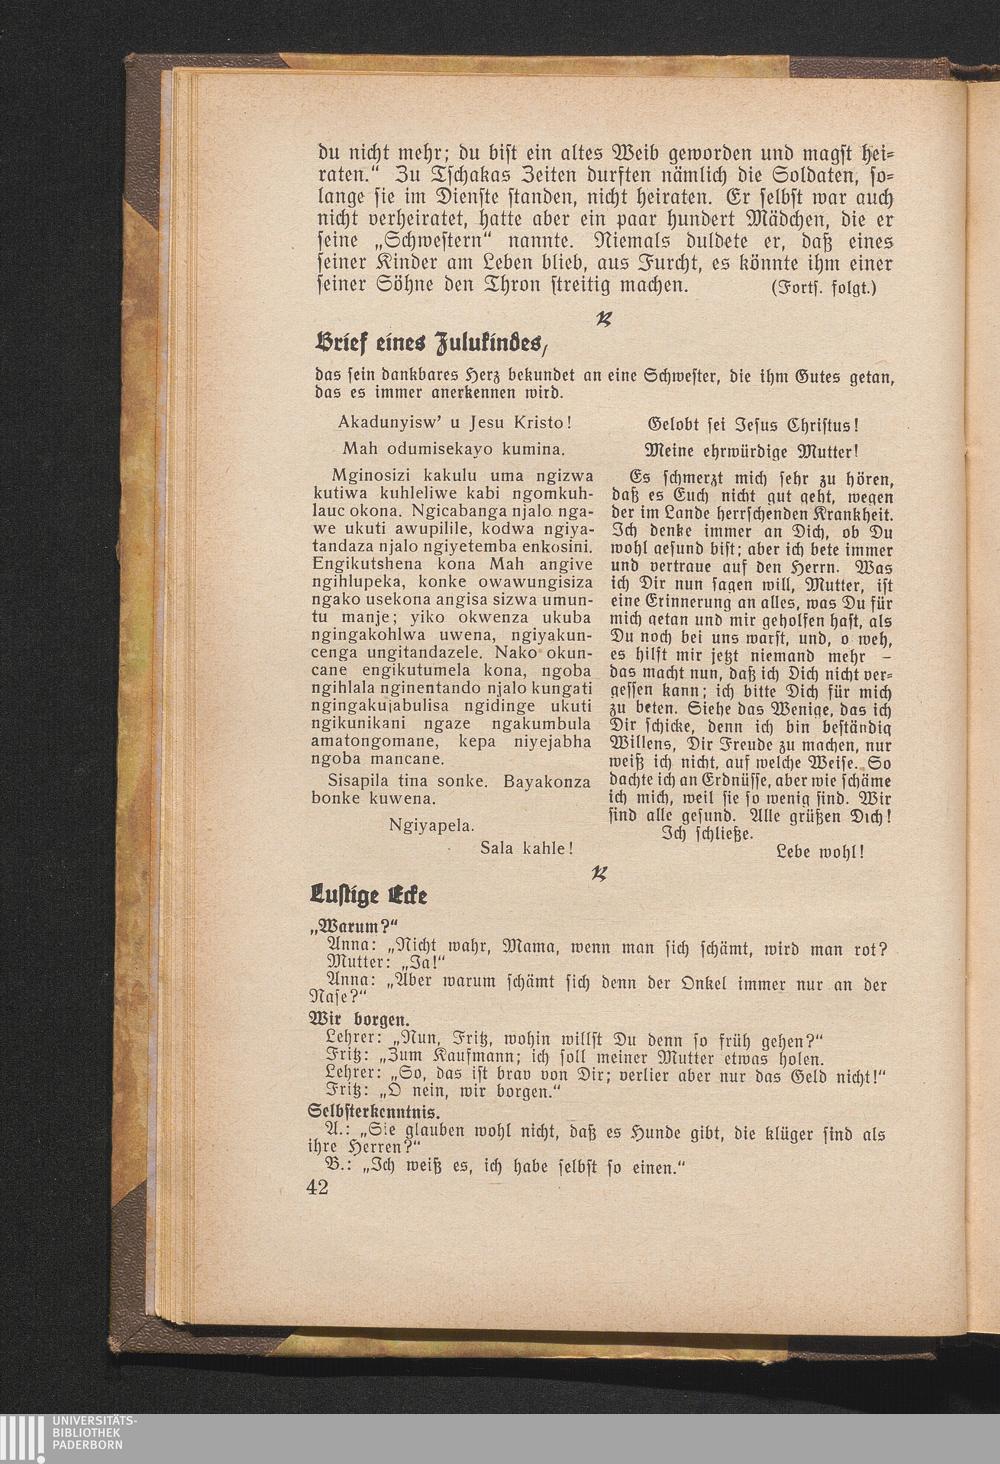 du nicht mehr; du bist ein altes Weib geworden und magst hei-
raten." Zu Tschakas Zeiten durften nämlich die Soldaten, so-
lange sie im Dienste standen, nicht heiraten. Er selbst war auch
nicht verheiratet, hatte aber ein paar hundert Mädchen, die er
seine „Schwestern" nannte. Niemals duldete er, daß eines
seiner Kinder am Leben blieb, aus Furcht, es könnte ihm einer
seiner Söhne den Thron streitig machen. (Forts. folgt.)
Brief eines Zulukindes,
das sein dankbares Herz bekundet an eine Schwester, die ihm Gutes getan,
das es immer anerkennen wird.
Akadunyisw' u Jesu Kristo!
Mah odumisekayo kumina.
Mginosizi kakulu uma ngizwa
kutiwa kuhleliwe kabi ngomkuh-
lauc okona. Ngicabanga njalo nga-
we ukuti awupilile, kodwa ngiya-
tandaza njalo ngiyetemba enkosini.
Engikutshena kona Mah angive
ngihlupeka, konke owawungisiza
ngako usekona angisa sizwa umun-
tu manje; yiko okwenza ukuba
ngingakohlwa uwena, ngiyakun-
cenga ungitandazele. Nako okun-
cane engikutumela kona, ngoba
ngihlala nginentando njalo kungati
ngingakujabulisa ngidinge ukuti
ngikunikani ngaze ngakumbula
amatongomane, kepa niyejabha
ngoba mancane.
Sisapila tina sonke. Bayakonza
bonke kuwena.
Ngiyapela.
Sala kahle!
Gelobt sei Jesus Christus!
Meine ehrwürdige Mutter!
Es schmerzt mich sehr zu hören,
daß es Euch nicht gut geht, wegen
der im Lande herrschenden Krankheit.
Ich denke immer an Dich, ob Du
wohl gesund bist; aber ich bete immer
und vertraue auf den Herrn. Was
ich Dir nun sagen will, Mutter, ist
eine Erinnerung an alles, was Du für
mich getan und mir geholfen hast, als
Du noch bei uns warst, und, o weh,
es hilft mir jetzt niemand mehr –
das macht nun, daß ich Dich nicht ver-
gessen kann; ich bitte Dich für mich
zu beten. Siehe das Wenige, das ich
Dir schicke, denn ich bin beständig
Willens, Dir Freude zu machen, nur
weiß ich nicht, auf welche Weise. So
dachte ich an Erdnüsse, aber wie schäme
ich mich, weil sie so wenig sind. Wir
sind alle gesund. Alle grüßen Dich!
Ich schließe.
Lebe wohl!
Lustige Ecke
„Warum?"
Anna: „Nicht wahr, Mama, wenn man sich schämt, wird man rot?
Mutter: „Ja!"
Anna: „Aber warum schämt sich denn der Onkel immer nur an der
Nase?"
Wir borgen.
Lehrer: „Nun, Fritz, wohin willst Du denn so früh gehen?"
Fritz: „Zum Kaufmann; ich soll meiner Mutter etwas holen.
Lehrer: „So, das ist brav von Dir; verlier aber nur das Geld nicht!"
Fritz: „O nein, wir borgen."
Selbsterkenntnis.
A.: „Sie glauben wohl nicht, daß es Hunde gibt, die klüger sind als
ihre Herren?"
B.: „Ich weiß es, ich habe selbst so einen."
42
UNIVERSITÄTS-
BIBLIOTHEK
PADERBORN